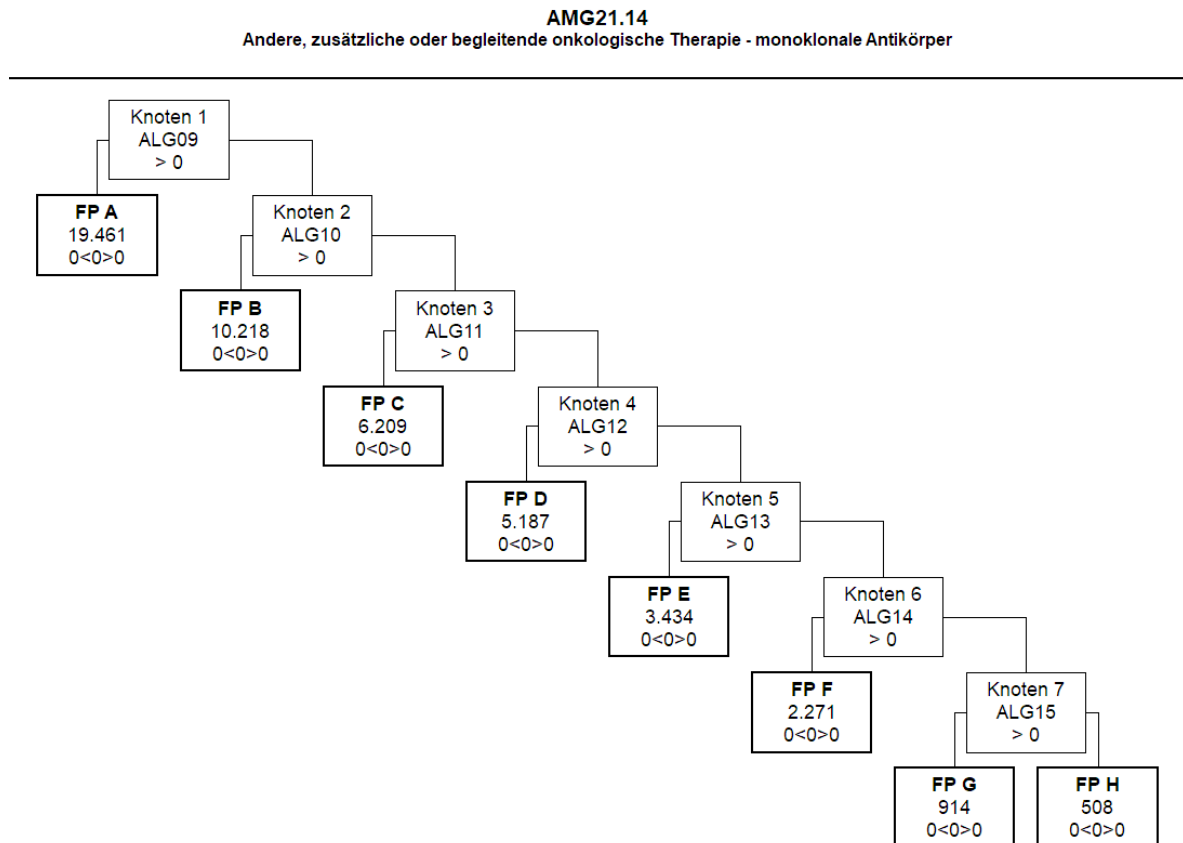 AMG21.14
Andere, zusätzliche oder begleitende onkologische Therapie - monoklonale Antikörper
Knoten 1
ALG09
> 0
FP A
19.461
0<0>0
Knoten 2
ALG10
> 0
FP B
10.218
0<0>0
Knoten 3
ALG11
> 0
FP C
6.209
0<0>0
Knoten 4
ALG12
> 0
FP D
5.187
0<0>0
Knoten 5
ALG13
> 0
FP E
3.434
0<0>0
Knoten 6
ALG14
> 0
FP F
2.271
0<0>0
Knoten 7
ALG15
> 0
FP G
914
0<0>0
FP H
508
0<0>0